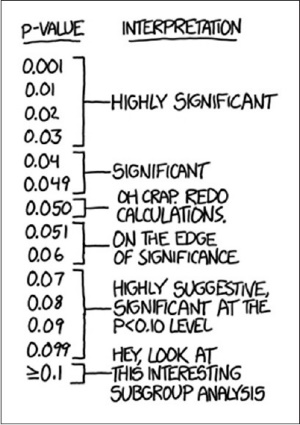 P-VALUE INTERPRETATION
0.001
0.01
0.02
0.03
HIGHLY SIGNIFICANT
0.04
0.049
SIGNIFICANT
0.050
OH CRAP. REDO
CALCULATIONS.
0.051
0.06
ON THE EDGE
OF SIGNIFICANCE
0.07
0.08
0.09
0.099
HIGHLY SUGGESTIVE,
SIGNIFICANT AT THE
P<0.10 LEVEL
≥0.1
HEY, LOOK AT
THIS INTERESTING
SUBGROUP ANALYSIS